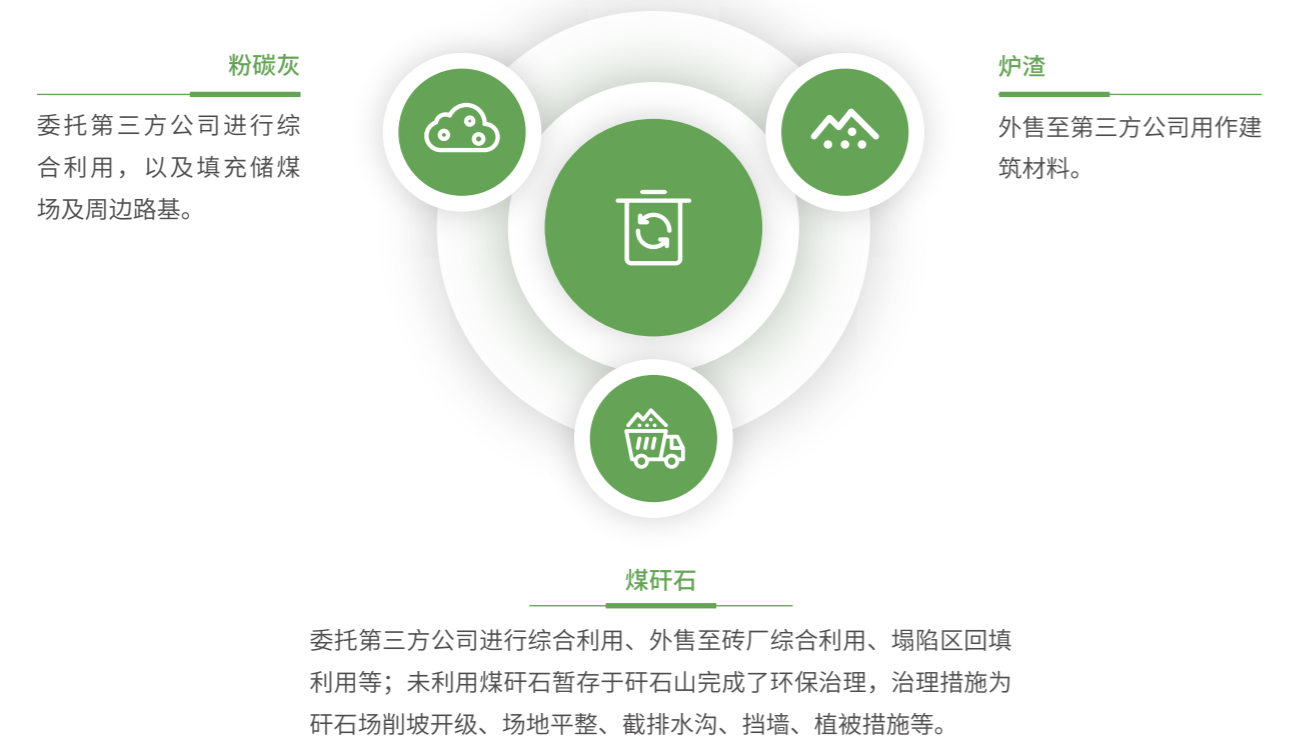 粉碳灰
委托第三方公司进行综
合利用，以及填充储煤
场及周边路基。
炉渣
外售至第三方公司用作建
筑材料。
煤矸石
委托第三方公司进行综合利用、外售至砖厂综合利用、塌陷区回填
利用等；未利用煤矸石暂存于矸石山完成了环保治理，治理措施为
矸石场削坡开级、场地平整、截排水沟、挡墙、植被措施等。